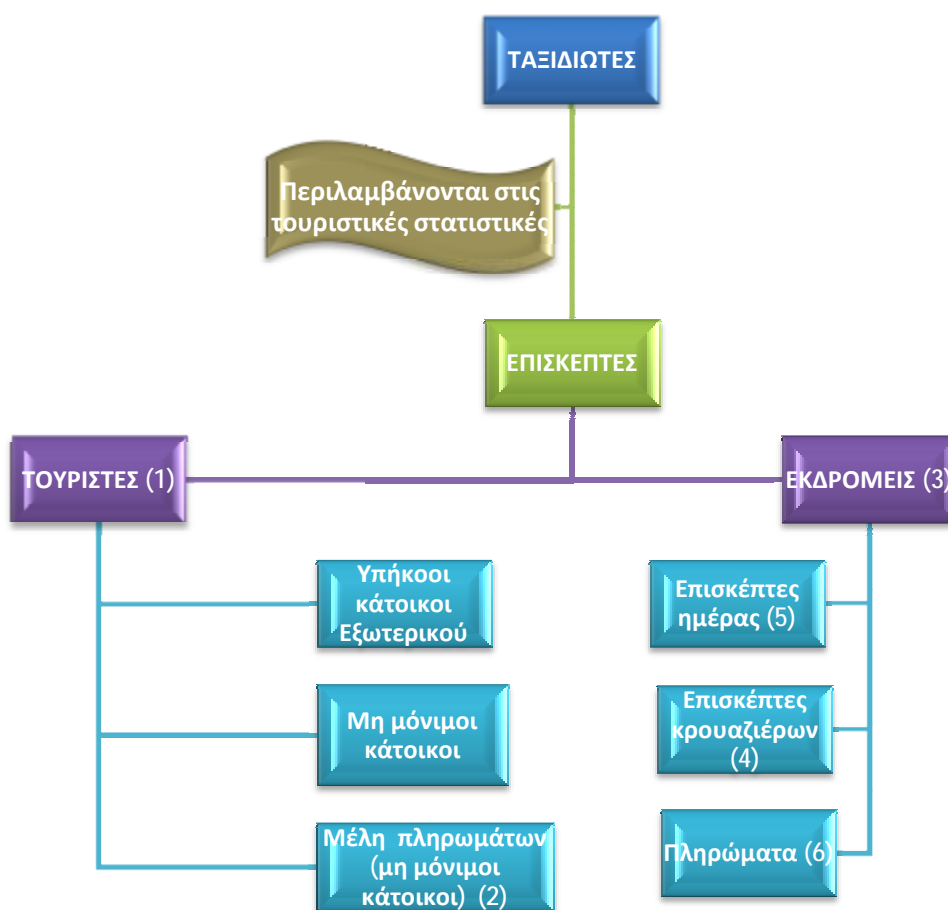 ΤΑΞΙΔΙΩΤΕΣ
Περιλαμβάνονται στις
τουριστικές στατιστικές
ΕΠΙΣΚΕΠΤΕΣ
ΤΟΥΡΙΣΤΕΣ (1)
ΕΚΔΡΟΜΕΙΣ (3)
Υπήκοοι
κάτοικοι
Εξωτερικού
Επισκέπτες
ημέρας (5)
Μη μόνιμοι
κάτοικοι
Επισκέπτες
κρουαζιέρων
(4)
Μέλη πληρωμάτων
(μη μόνιμοι
κάτοικοι) (2)
Πληρώματα (6)